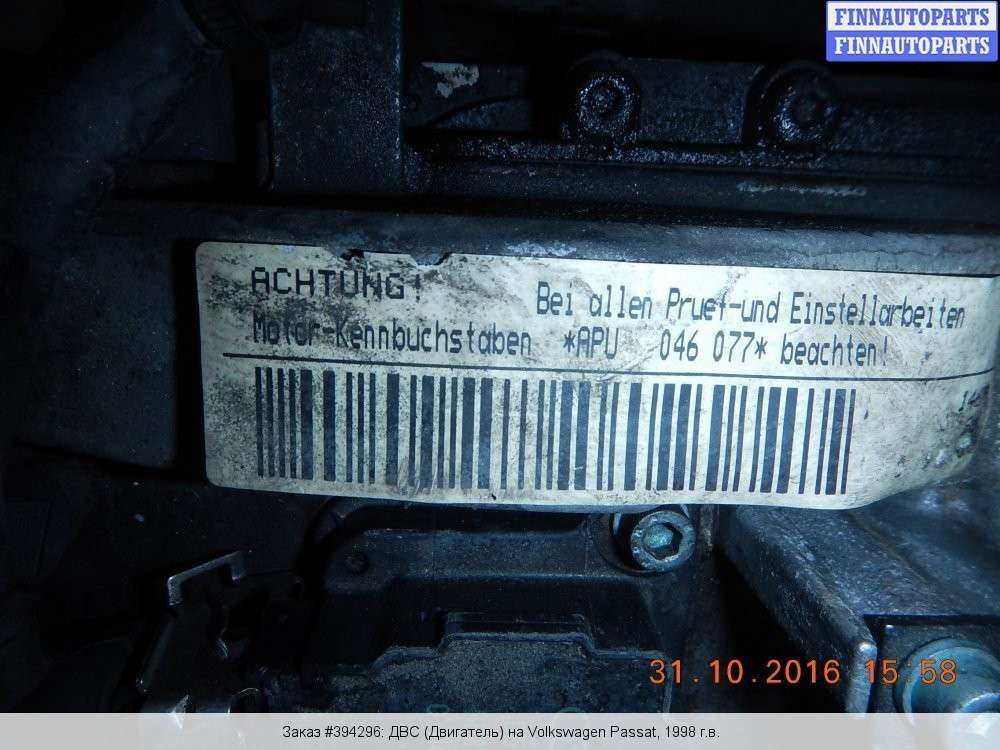 FINNAUTOPARTS
FINNAUTOPARTS
ACHTUNG! Bei allen Pruef-und Einstellarbeiten
Motor-Kennbuchstaben *APU 046 077* beachten!
31.10.2016 15:58
Заказ #394296: ДВС (Двигатель) на Volkswagen Passat, 1998 г.в.